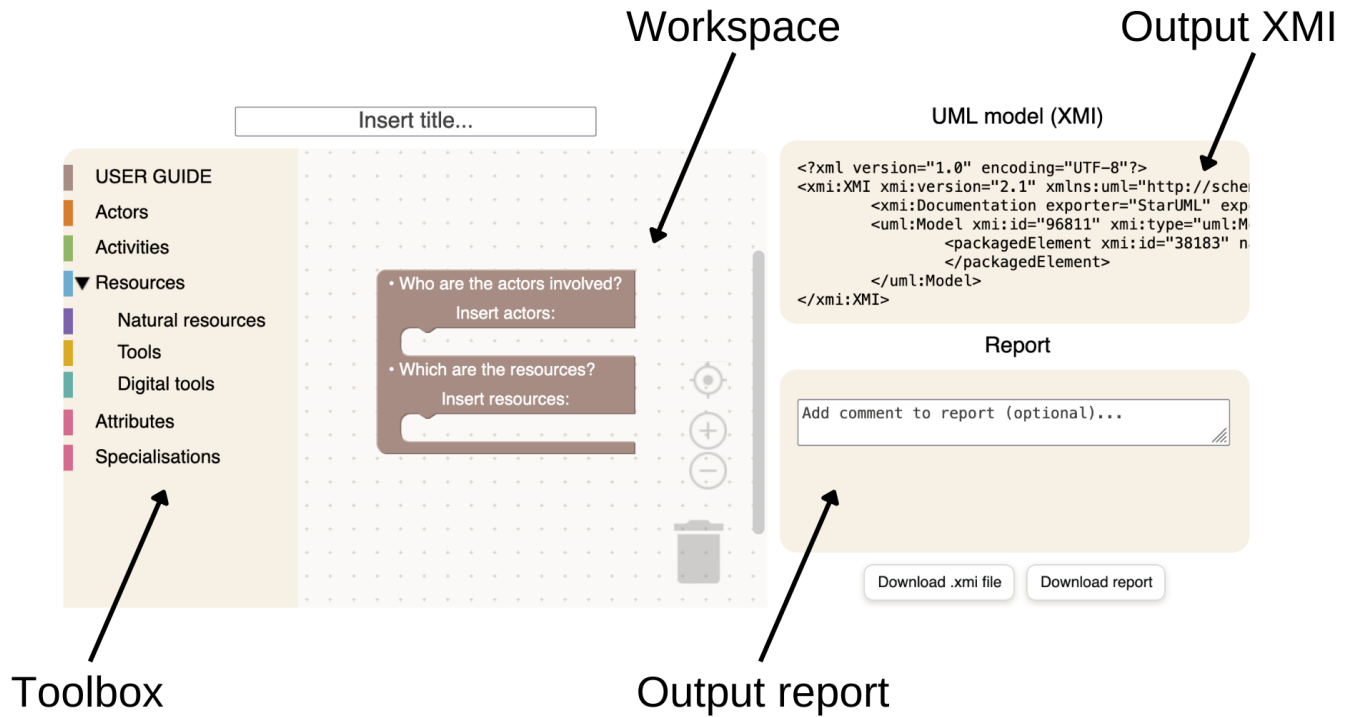 Workspace
Output XMI
Insert title...
USER GUIDE
Actors
Activities
Resources
Natural resources
Tools
Digital tools
Attributes
Specialisations
• Who are the actors involved?
Insert actors:
• Which are the resources?
Insert resources:
UML model (XMI)
<?xml version="1.0" encoding="UTF-8"?>
<xmi:XMI xmi:version="2.1" xmlns:uml="http://schem
<xmi:Documentation exporter="StarUML" exp
<uml:Model xmi:id="96811" xmi:type="uml:M
<packagedElement xmi:id="38183" n
</packagedElement>
</uml:Model>
</xmi:XMI>
Report
Add comment to report (optional)...
Download .xmi file
Download report
Toolbox
Output report